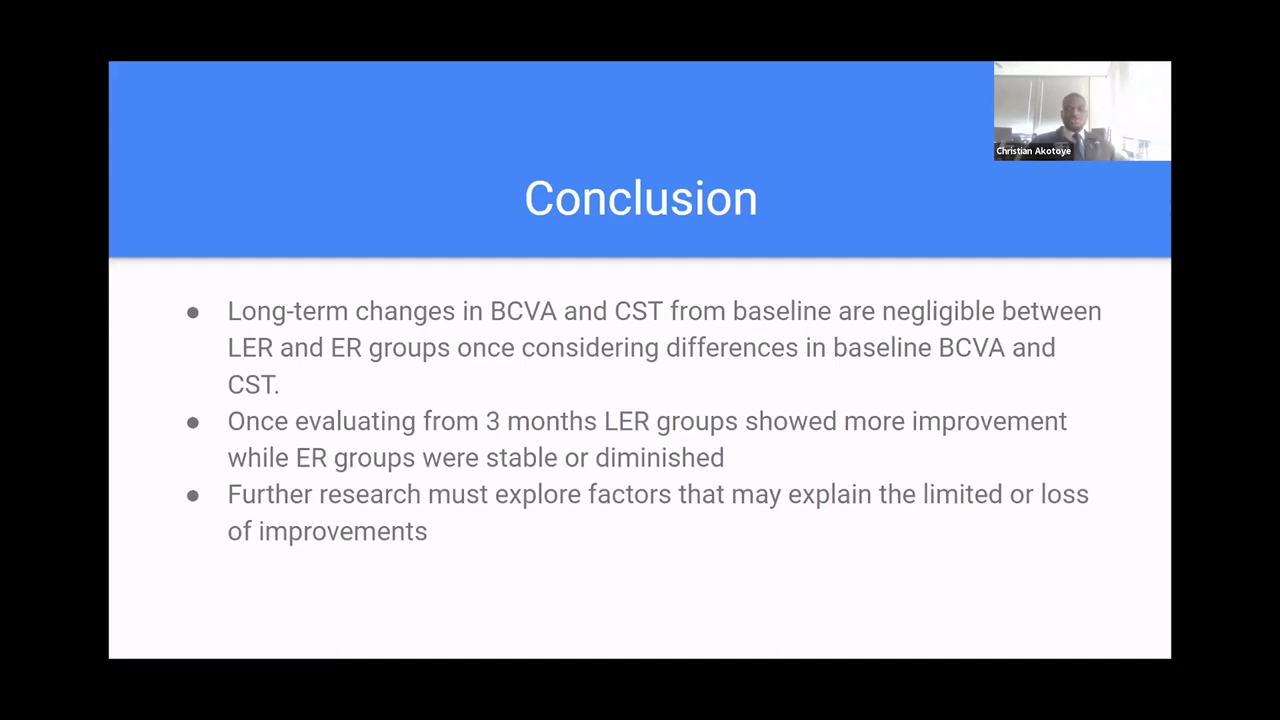 Christian Akotoye
Conclusion
● Long-term changes in BCVA and CST from baseline are negligible between
LER and ER groups once considering differences in baseline BCVA and
CST.
● Once evaluating from 3 months LER groups showed more improvement
while ER groups were stable or diminished
● Further research must explore factors that may explain the limited or loss
of improvements